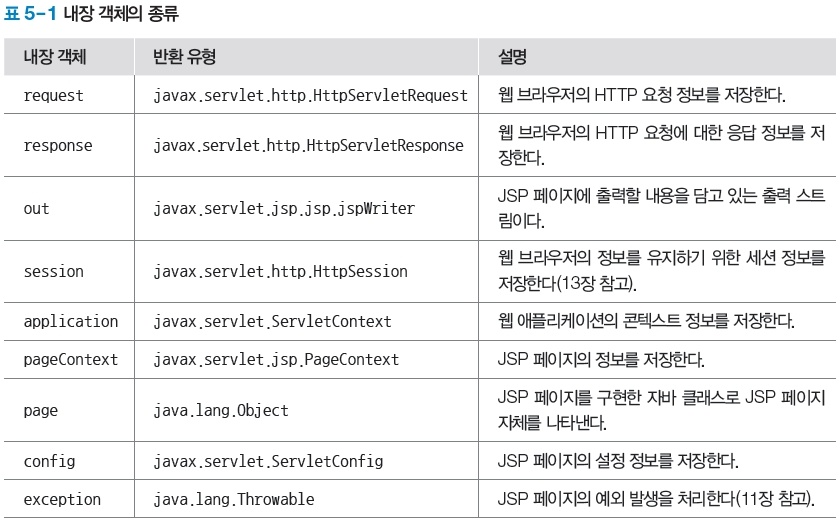 표 5-1 내장 객체의 종류
내장 객체 반환 유형 설명
request javax.servlet.http.HttpServletRequest 웹 브라우저의 HTTP 요청 정보를 저장한다.
response javax.servlet.http.HttpServletResponse 웹 브라우저의 HTTP 요청에 대한 응답 정보를 저
장한다.
out javax.servlet.jsp.jsp.jspWriter JSP 페이지에 출력할 내용을 담고 있는 출력 스트
림이다.
session javax.servlet.http.HttpSession 웹 브라우저의 정보를 유지하기 위한 세션 정보를
저장한다(13장 참고).
application javax.servlet.ServletContext 웹 애플리케이션의 콘텍스트 정보를 저장한다.
pageContext javax.servlet.jsp.PageContext JSP 페이지의 정보를 저장한다.
page java.lang.Object JSP 페이지를 구현한 자바 클래스로 JSP 페이지
자체를 나타낸다.
config javax.servlet.ServletConfig JSP 페이지의 설정 정보를 저장한다.
exception java.lang.Throwable JSP 페이지의 예외 발생을 처리한다(11장 참고).